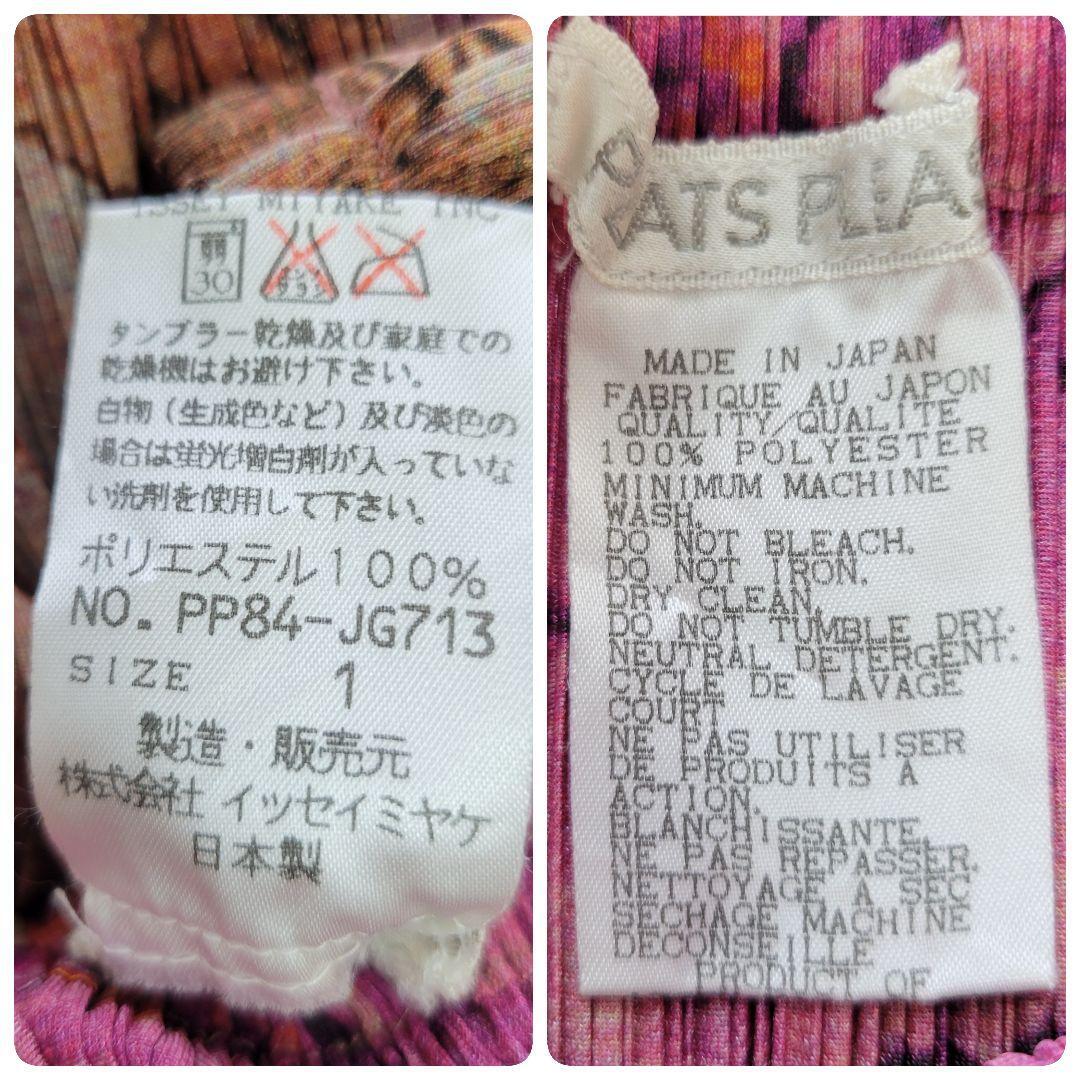 ISSEY MIYAKE INC
弱
30
ドライ
タンブラー乾燥及び家庭での
乾燥機はお避け下さい。
白物（生成色など）及び淡色の
場合は蛍光増白剤が入っていな
い洗剤を使用して下さい。
ポリエステル100%
NO. PP84-JG713
SIZE 1
製造・販売元
株式会社 イッセイミヤケ
日本製
MADE IN JAPAN
FABRIQUE AU JAPON
QUALITY/QUALITE
100% POLYESTER
MINIMUM MACHINE
WASH.
DO NOT BLEACH.
DO NOT IRON.
DRY CLEAN.
DO NOT TUMBLE DRY.
NEUTRAL DETERGENT.
CYCLE DE LAVAGE
COURT
NE PAS UTILISER
DE PRODUITS A
ACTION.
BLANCHISSANTE.
NE PAS REPASSER.
NETTOYAGE A SEC
SECHAGE MACHINE
DECONSEILLE
PRODUCT OF